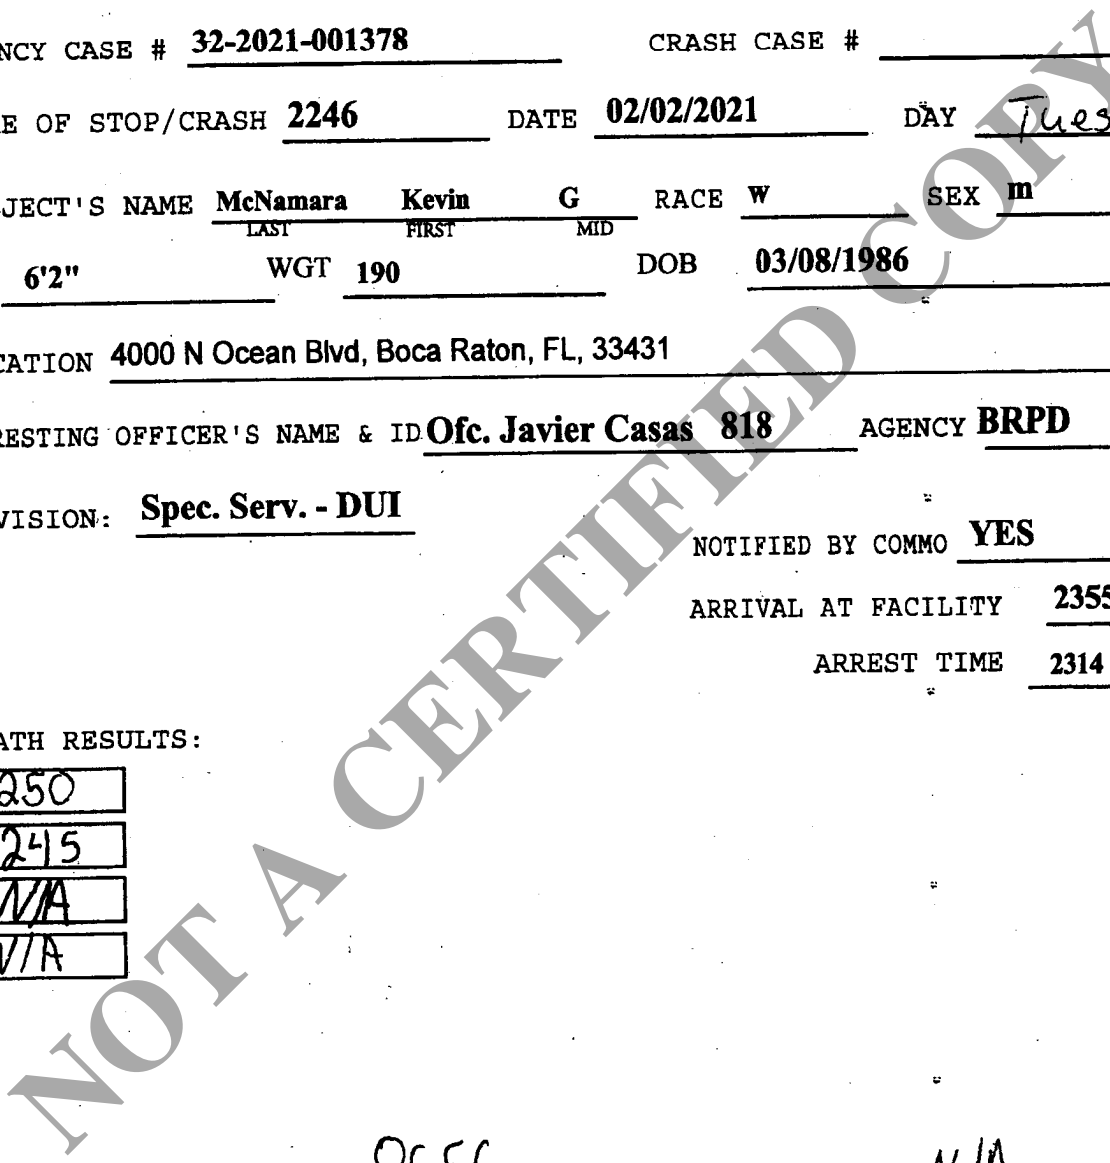 NCY CASE # 32-2021-001378 CRASH CASE #
E OF STOP/CRASH 2246 DATE 02/02/2021 DAY Tues
JECT'S NAME McNamara Kevin G RACE W SEX m
LAST FIRST MID
6'2" WGT 190 DOB 03/08/1986
CATION 4000 N Ocean Blvd, Boca Raton, FL, 33431
RESTING OFFICER'S NAME & ID Ofc. Javier Casas 818 AGENCY BRPD
VISION: Spec. Serv. - DUI
NOTIFIED BY COMMO YES
ARRIVAL AT FACILITY 2355
ARREST TIME 2314
ATH RESULTS:
250
245
N/A
N/A
N/A
NOT A CERTIFIED COPY